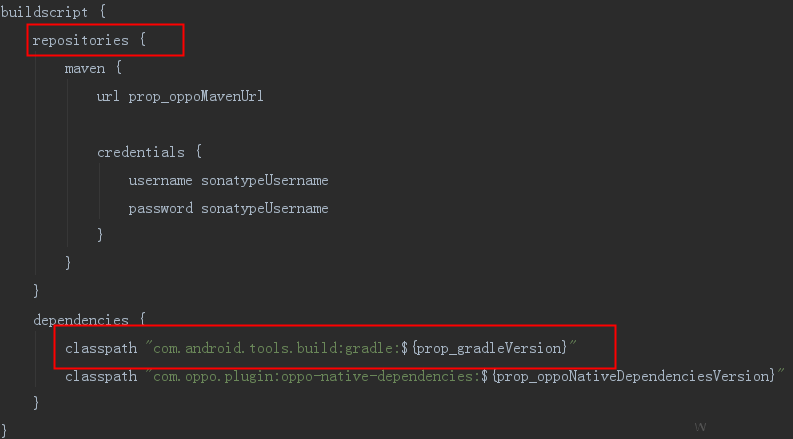 buildscript {
repositories {
maven {
url prop_oppoMavenUrl
credentials {
username sonatypeUsername
password sonatypeUsername
}
}
}
dependencies {
classpath "com.android.tools.build:gradle:${prop_gradleVersion}"
classpath "com.oppo.plugin:oppo-native-dependencies:${prop_oppoNativeDependenciesVersion}"
}
}
W